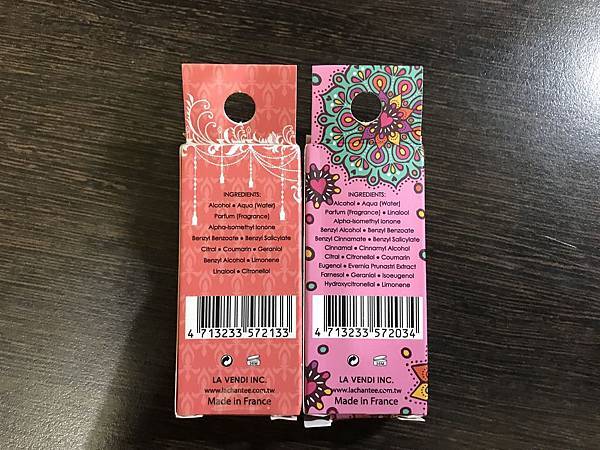 INGREDIENTS:
Alcohol ● Aqua (Water)
Parfum (Fragrance)
Alpha-Isomethyl Ionone
Benzyl Benzoate ● Benzyl Salicylate
Citral ● Coumarin ● Geraniol
Benzyl Alcohol ● Limonene
Linalool ● Citronellol
4 713233 572133
LA VENDI INC.
www.lachantee.com.tw
Made in France
INGREDIENTS:
Alcohol ● Aqua (Water)
Parfum (Fragrance) ● Linalool
Alpha-Isomethyl Ionone
Benzyl Alcohol ● Benzyl Benzoate
Benzyl Cinnamate ● Benzyl Salicylate
Cinnamal ● Cinnamyl Alcohol
Citral ● Citronellol ● Coumarin
Eugenol ● Evernia Prunastri Extract
Farnesol ● Geraniol ● Isoeugenol
Hydroxycitronellal ● Limonene
4 713233 572034
LA VENDI INC.
www.lachantee.com.tw
Made in France